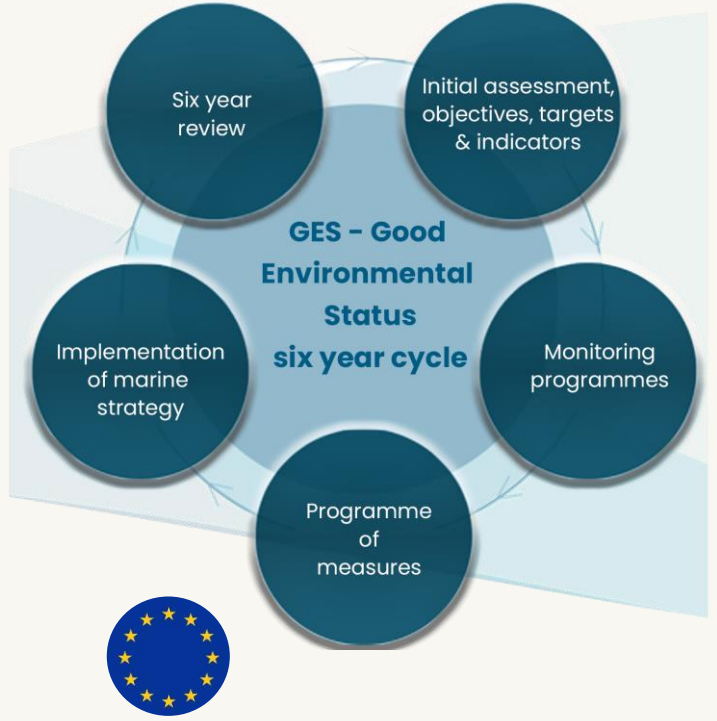 Six year
review
Initial assessment,
objectives, targets
& indicators
GES - Good
Environmental
Status
six year cycle
Implementation
of marine
strategy
Monitoring
programmes
Programme
of
measures